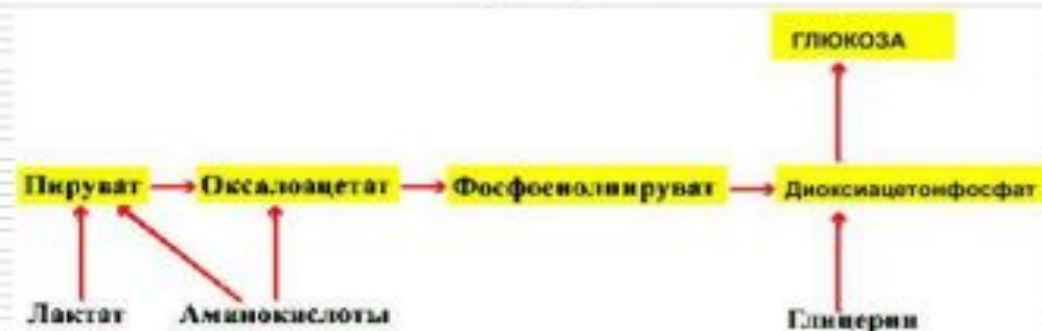 ГЛЮКОЗА
Пируват Оксалоацетат Фосфоенолпируват Диоксиацетонфосфат
Лактат Аминокислоты Глицерин